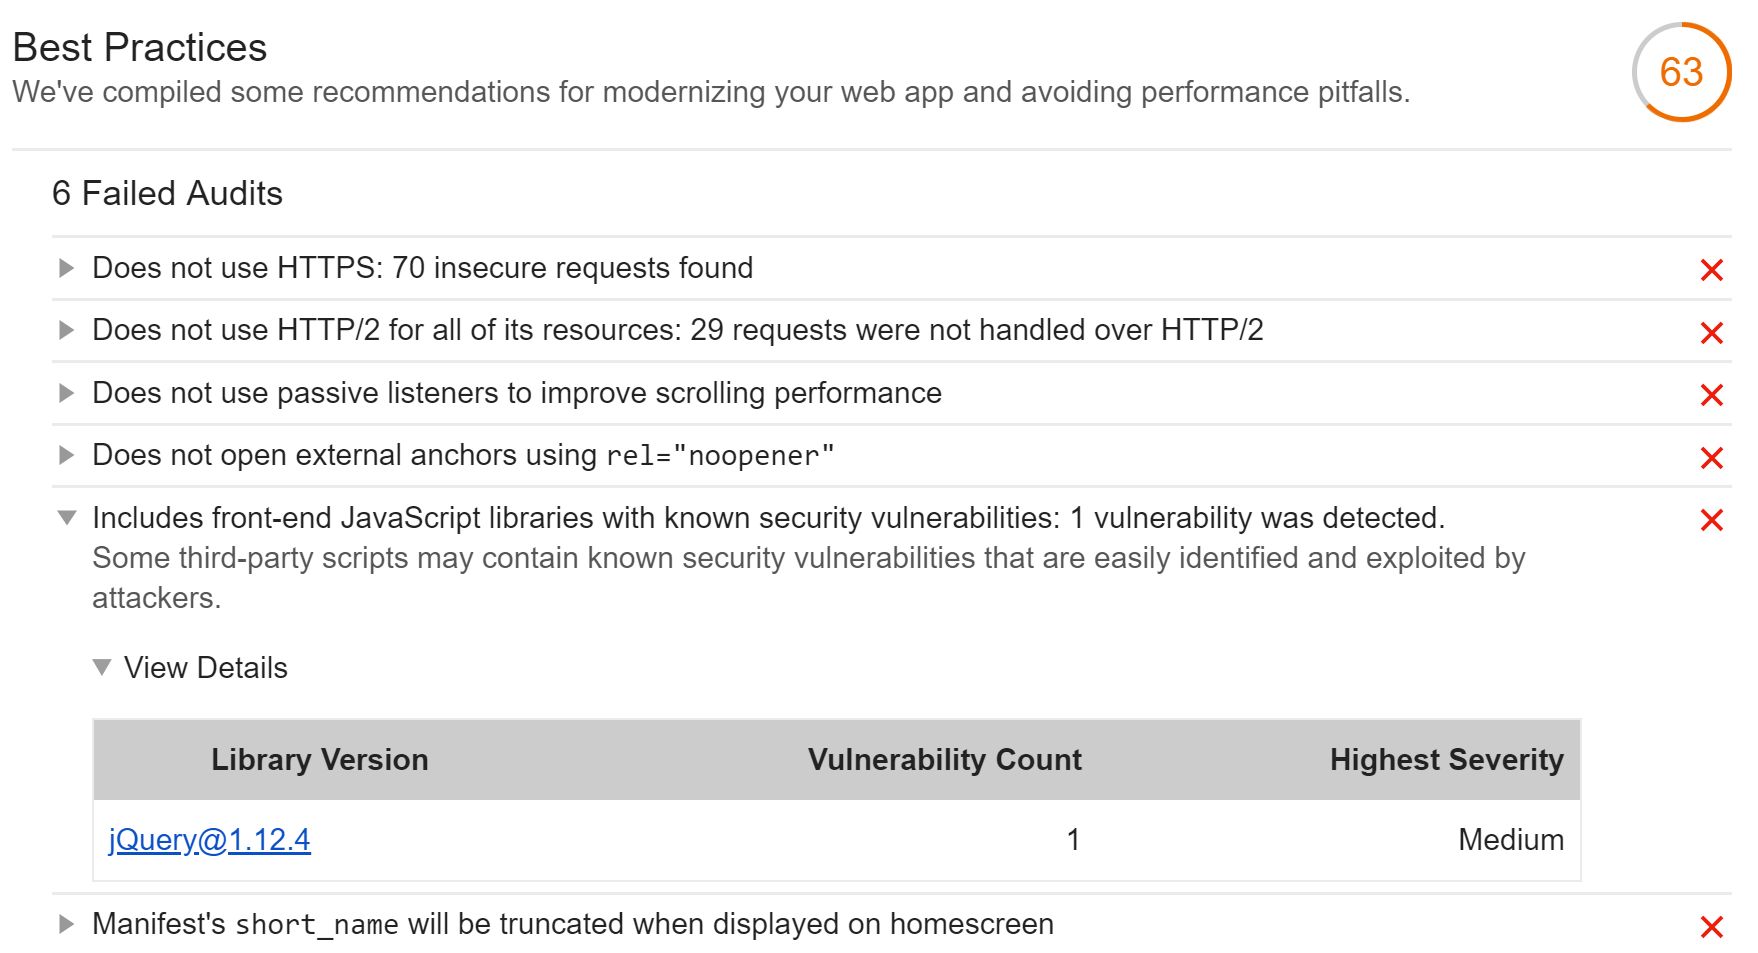 Best Practices
We've compiled some recommendations for modernizing your web app and avoiding performance pitfalls.
63
6 Failed Audits
Does not use HTTPS: 70 insecure requests found
Does not use HTTP/2 for all of its resources: 29 requests were not handled over HTTP/2
Does not use passive listeners to improve scrolling performance
Does not open external anchors using rel="noopener"
Includes front-end JavaScript libraries with known security vulnerabilities: 1 vulnerability was detected.
Some third-party scripts may contain known security vulnerabilities that are easily identified and exploited by
attackers.
View Details
Library Version Vulnerability Count Highest Severity
jQuery@1.12.4 1 Medium
Manifest's short_name will be truncated when displayed on homescreen